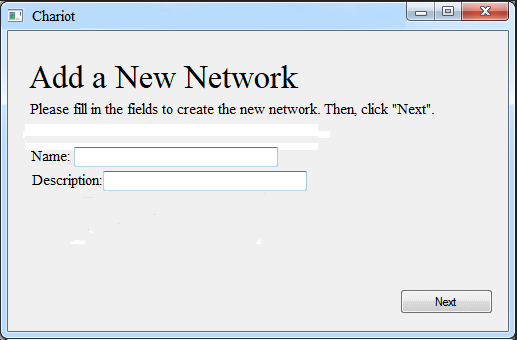 Chariot
Add a New Network
Please fill in the fields to create the new network. Then, click "Next".
Name:
Description:
Next